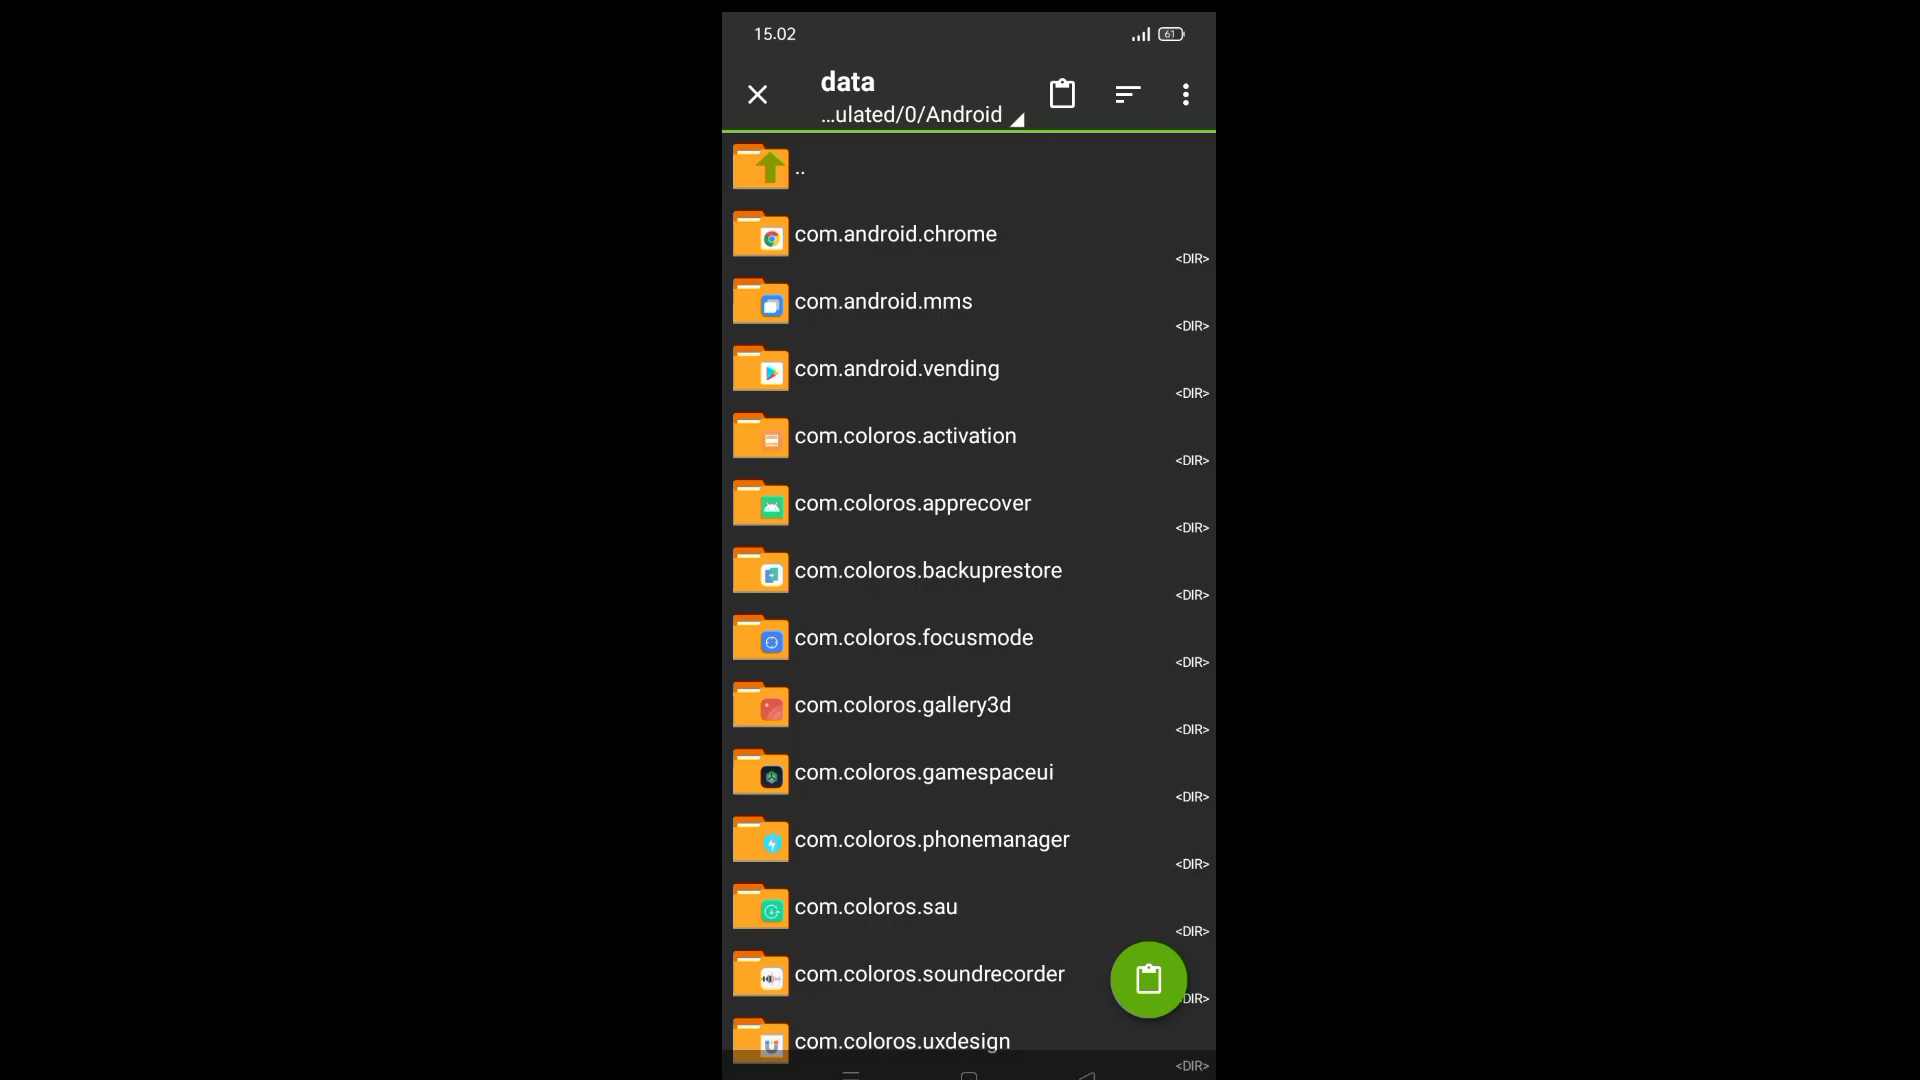 15.02
61
data
...ulated/0/Android
..
com.android.chrome
<DIR>
com.android.mms
<DIR>
com.android.vending
<DIR>
com.coloros.activation
<DIR>
com.coloros.apprecover
<DIR>
com.coloros.backuprestore
<DIR>
com.coloros.focusmode
<DIR>
com.coloros.gallery3d
<DIR>
com.coloros.gamespaceui
<DIR>
com.coloros.phonemanager
<DIR>
com.coloros.sau
<DIR>
com.coloros.soundrecorder
DIR>
com.coloros.uxdesign
<DIR>